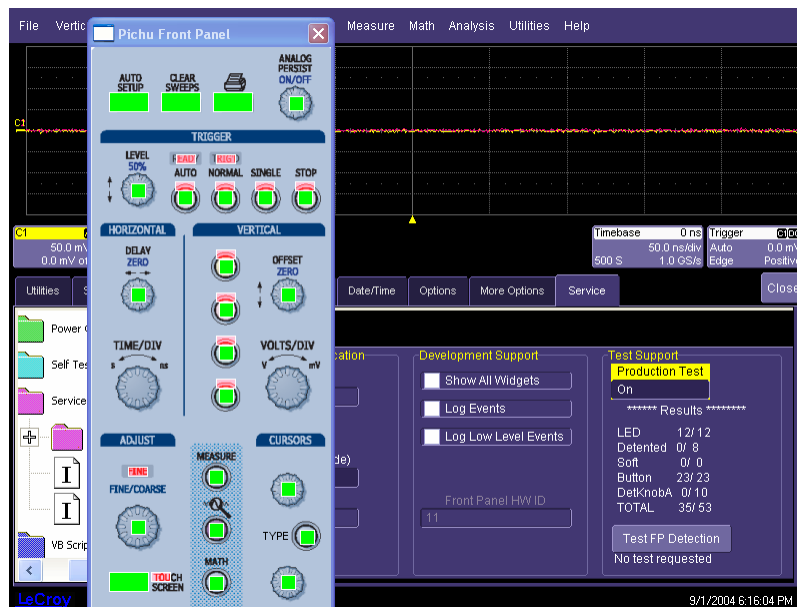 File Vertic Measure Math Analysis Utilities Help
Pichu Front Panel
AUTO SETUP
CLEAR SWEEPS
ANALOG PERSIST
ON/OFF
C1
TRIGGER
LEVEL
50%
READY
TRIG'D
AUTO NORMAL SINGLE STOP
HORIZONTAL
VERTICAL
DELAY
ZERO
OFFSET
ZERO
TIME/DIV
s ns
VOLTS/DIV
V mV
ADJUST
CURSORS
FINE
FINE/COARSE
MEASURE
TYPE
MATH
TOUCH SCREEN
C1
50.0 mV
0.0 mV of
Timebase 0 ns
50.0 ns/div
500 S 1.0 GS/s
Trigger C1 DC
Auto 0.0 m
Edge Positive
Utilities S Date/Time Options More Options Service Close
Power
Self Tes
Service
VB Scrip
cation
de)
Development Support
Show All Widgets
Log Events
Log Low Level Events
Front Panel HW ID
11
Test Support
Production Test
On
****** Results ********
LED 12/ 12
Detented 0/ 8
Soft 0/ 0
Button 23/ 23
DetKnobA 0/ 10
TOTAL 35/ 53
Test FP Detection
No test requested
LeCroy
9/1/2004 6:16:04 PM